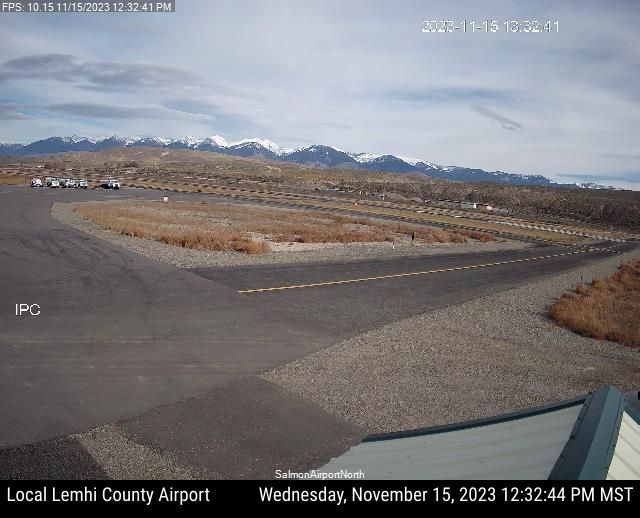 FPS: 10.15 11/15/2023 12:32:41 PM
2023-11-15 13:32:41
IPC
SalmonAirportNorth
Local Lemhi County Airport Wednesday, November 15, 2023 12:32:44 PM MST